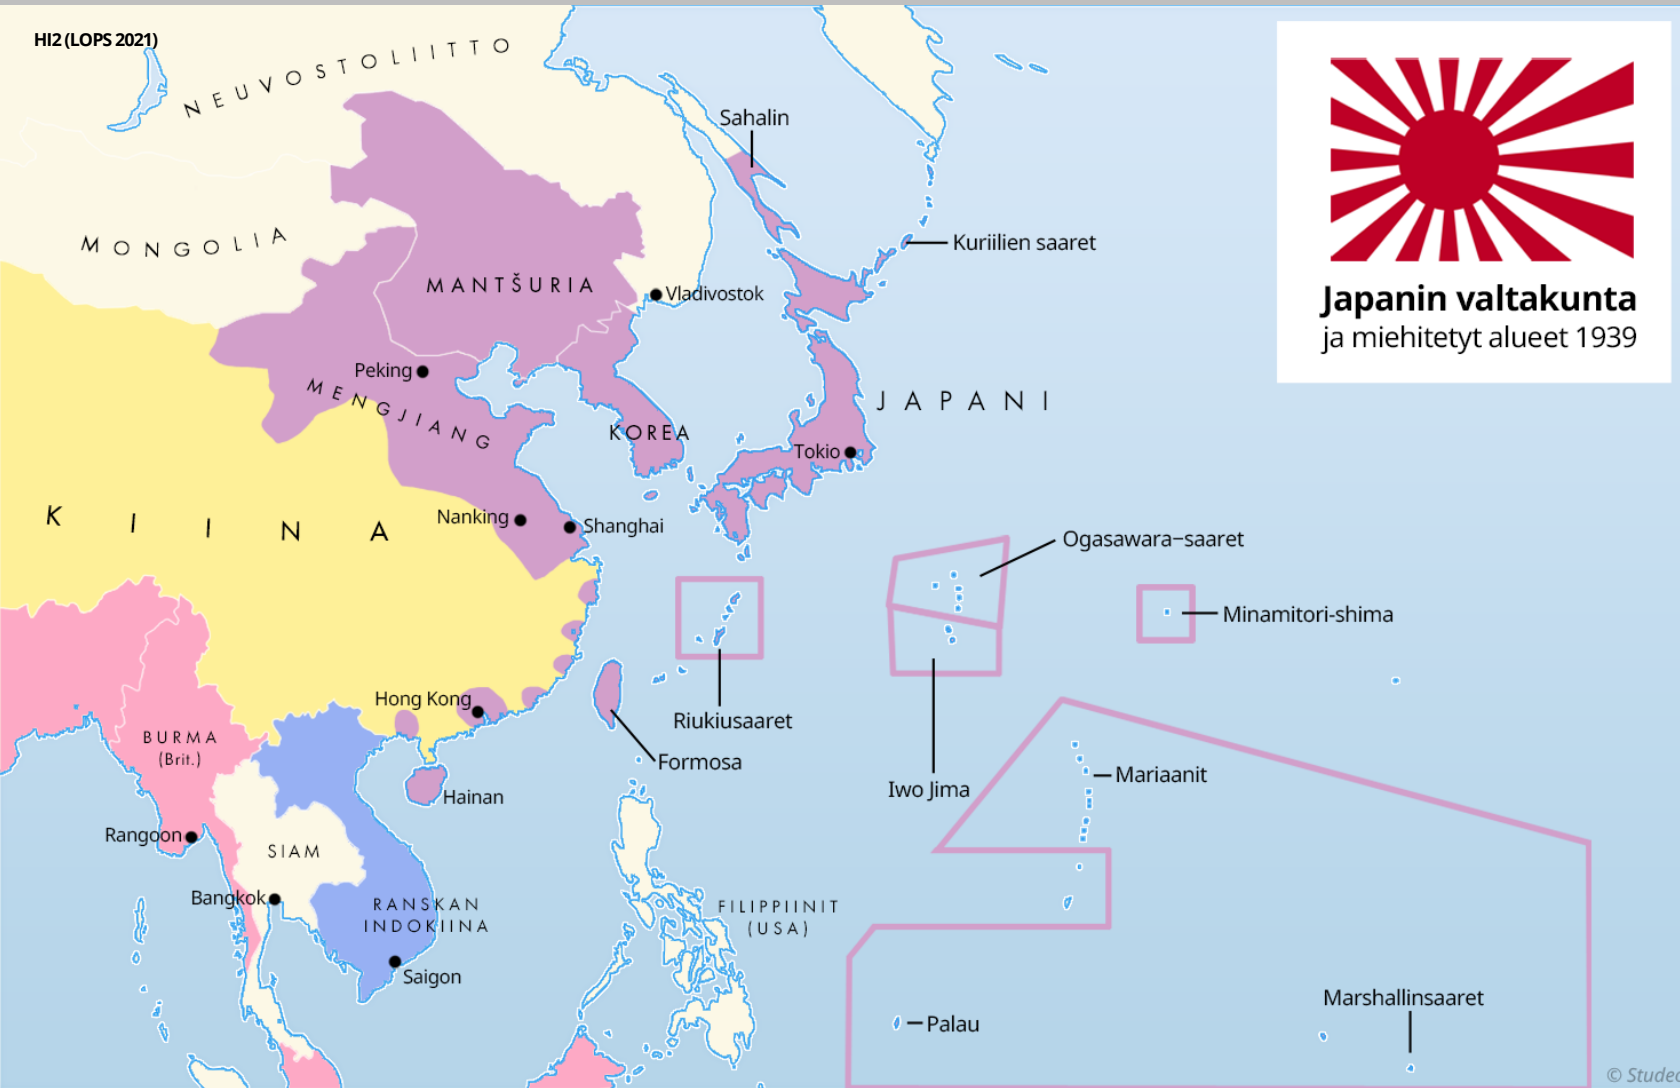 HI2 (LOPS 2021)
NEUVOSTOLIITTO
Sahalin
MONGOLIA
Kuriilien saaret
MANTŠURIA
Vladivostok
Japanin valtakunta
ja miehitetyt alueet 1939
Peking
MENGJIANG
JAPANI
KOREA
Tokio
KIINA
Nanking
Shanghai
Ogasawara–saaret
Minamitori-shima
Hong Kong
Riukiusaaret
BURMA
(Brit.)
Formosa
Mariaanit
Iwo Jima
Hainan
Rangoon
SIAM
Bangkok
RANSKAN
INDOKIINA
FILIPPIINIT
(USA)
Saigon
Marshallinsaaret
Palau
© Studeo